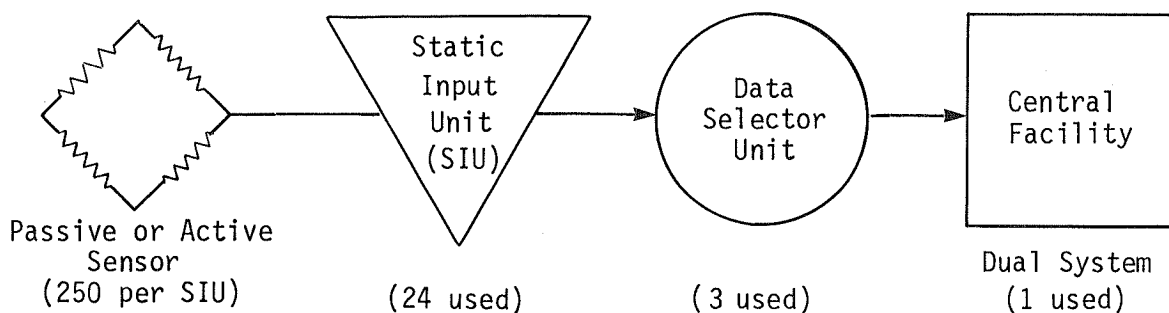 Static
Input
Unit
(SIU)
Data
Selector
Unit
Central
Facility
Passive or Active
Sensor
(250 per SIU)
(24 used)
(3 used)
Dual System
(1 used)